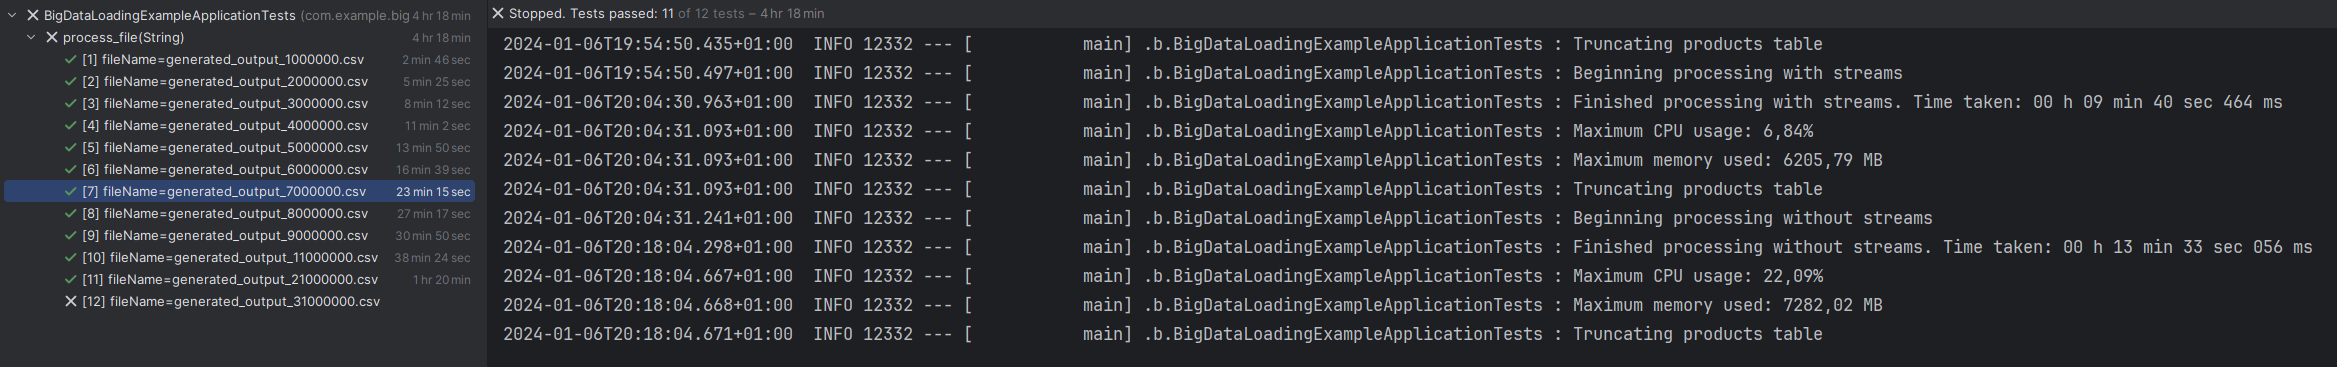 BigDataLoadingExampleApplicationTests (com.example.big 4 hr 18 min
process_file(String) 4 hr 18 min
[1] fileName=generated_output_1000000.csv 2 min 46 sec
[2] fileName=generated_output_2000000.csv 5 min 25 sec
[3] fileName=generated_output_3000000.csv 8 min 12 sec
[4] fileName=generated_output_4000000.csv 11 min 2 sec
[5] fileName=generated_output_5000000.csv 13 min 50 sec
[6] fileName=generated_output_6000000.csv 16 min 39 sec
[7] fileName=generated_output_7000000.csv 23 min 15 sec
[8] fileName=generated_output_8000000.csv 27 min 17 sec
[9] fileName=generated_output_9000000.csv 30 min 50 sec
[10] fileName=generated_output_11000000.csv 38 min 24 sec
[11] fileName=generated_output_21000000.csv 1 hr 20 min
[12] fileName=generated_output_31000000.csv
Stopped. Tests passed: 11 of 12 tests – 4 hr 18 min
2024-01-06T19:54:50.435+01:00  INFO 12332 --- [           main] .b.BigDataLoadingExampleApplicationTests : Truncating products table
2024-01-06T19:54:50.497+01:00  INFO 12332 --- [           main] .b.BigDataLoadingExampleApplicationTests : Beginning processing with streams
2024-01-06T20:04:30.963+01:00  INFO 12332 --- [           main] .b.BigDataLoadingExampleApplicationTests : Finished processing with streams. Time taken: 00 h 09 min 40 sec 464 ms
2024-01-06T20:04:31.093+01:00  INFO 12332 --- [           main] .b.BigDataLoadingExampleApplicationTests : Maximum CPU usage: 6,84%
2024-01-06T20:04:31.093+01:00  INFO 12332 --- [           main] .b.BigDataLoadingExampleApplicationTests : Maximum memory used: 6205,79 MB
2024-01-06T20:04:31.093+01:00  INFO 12332 --- [           main] .b.BigDataLoadingExampleApplicationTests : Truncating products table
2024-01-06T20:04:31.241+01:00  INFO 12332 --- [           main] .b.BigDataLoadingExampleApplicationTests : Beginning processing without streams
2024-01-06T20:18:04.298+01:00  INFO 12332 --- [           main] .b.BigDataLoadingExampleApplicationTests : Finished processing without streams. Time taken: 00 h 13 min 33 sec 056 ms
2024-01-06T20:18:04.667+01:00  INFO 12332 --- [           main] .b.BigDataLoadingExampleApplicationTests : Maximum CPU usage: 22,09%
2024-01-06T20:18:04.668+01:00  INFO 12332 --- [           main] .b.BigDataLoadingExampleApplicationTests : Maximum memory used: 7282,02 MB
2024-01-06T20:18:04.671+01:00  INFO 12332 --- [           main] .b.BigDataLoadingExampleApplicationTests : Truncating products table